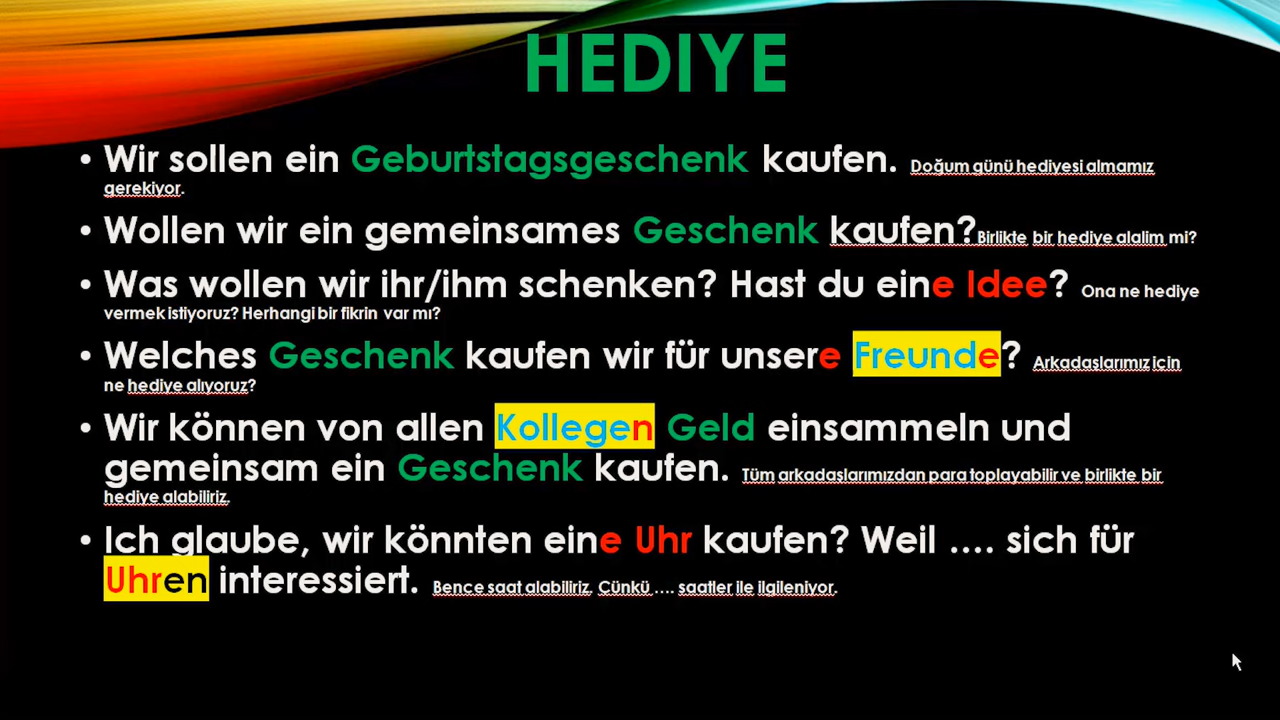 HEDIYE
• Wir sollen ein Geburtstagsgeschenk kaufen. Doğum günü hediyesi almamız
gerekiyor.
• Wollen wir ein gemeinsames Geschenk kaufen?Birlikte bir hediye alalim mi?
• Was wollen wir ihr/ihm schenken? Hast du eine Idee? Ona ne hediye
vermek istiyoruz? Herhangi bir fikrin var mı?
• Welches Geschenk kaufen wir für unsere Freunde? Arkadaşlarımız için
ne hediye alıyoruz?
• Wir können von allen Kollegen Geld einsammeln und
gemeinsam ein Geschenk kaufen. Tüm arkadaşlarımızdan para toplayabilir ve birlikte bir
hediye alabiliriz.
• Ich glaube, wir könnten eine Uhr kaufen? Weil .... sich für
Uhren interessiert. Bence saat alabiliriz. Çünkü .... saatler ile ilgileniyor.